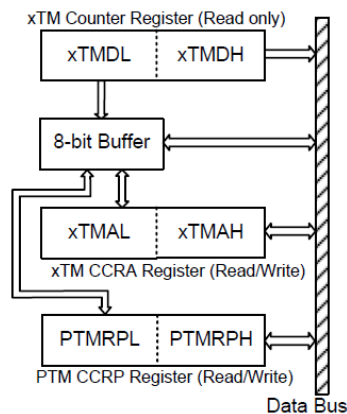 xTM Counter Register (Read only)
xTMDL xTMDH
8-bit Buffer
xTMAL xTMAH
xTM CCRA Register (Read/Write)
PTMRPL PTMRPH
PTM CCRP Register (Read/Write)
Data Bus